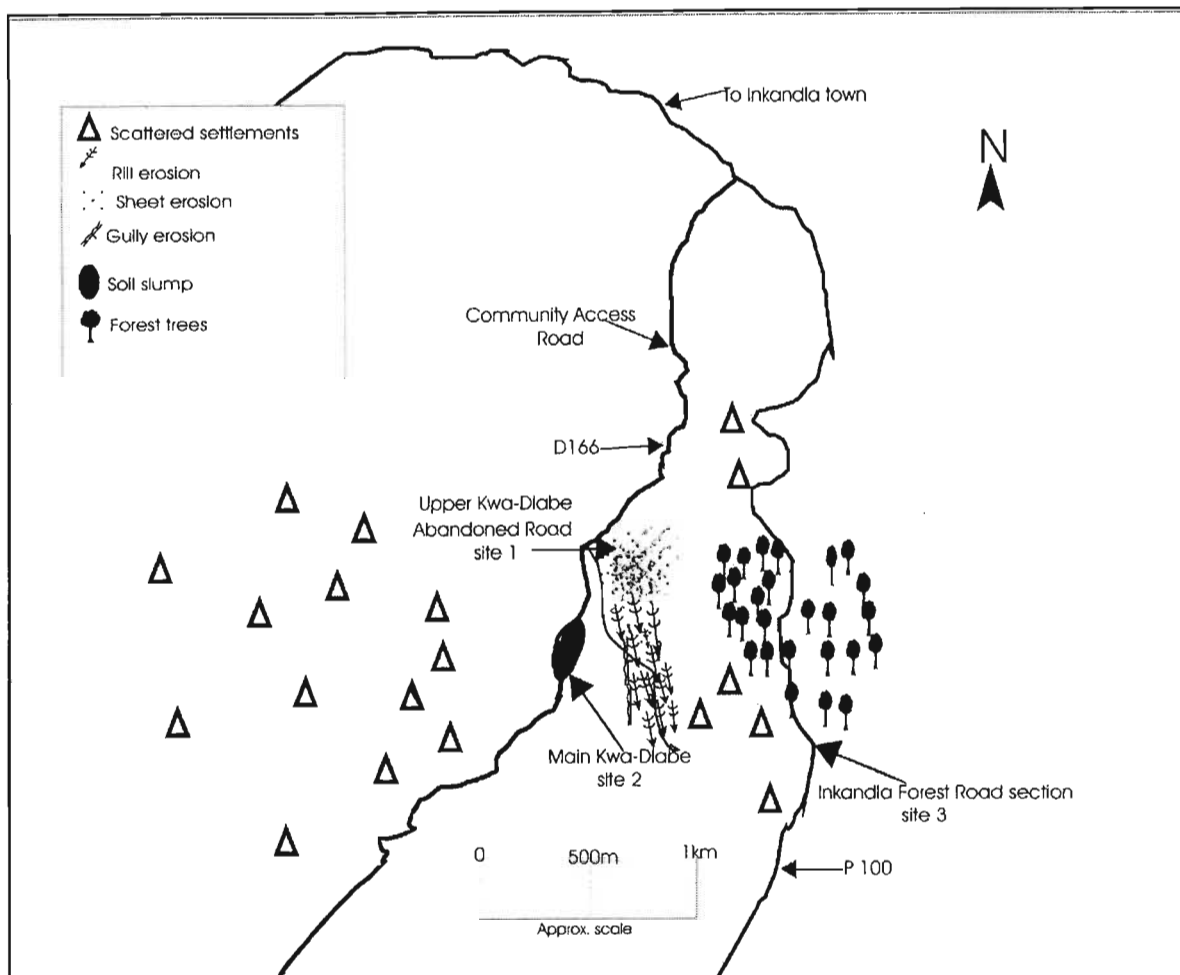 To Inkandla town
N
Scattered settlements
Rill erosion
Sheet erosion
Gully erosion
Soil slump
Forest trees
Community Access
Road
D166
Upper Kwa-Dlabe
Abandoned Road
site 1
Main Kwa-Dlabe
site 2
Inkandla Forest Road section
site 3
0 500m 1km
P 100
Approx. scale